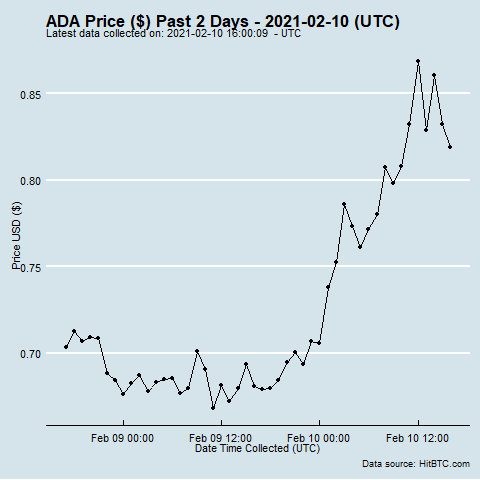 ADA Price ($) Past 2 Days - 2021-02-10 (UTC)
Latest data collected on: 2021-02-10 16:00:09 - UTC
0.85
0.80
0.75
0.70
Price USD ($)
Feb 09 00:00 Feb 09 12:00 Feb 10 00:00 Feb 10 12:00
Date Time Collected (UTC)
Data source: HitBTC.com